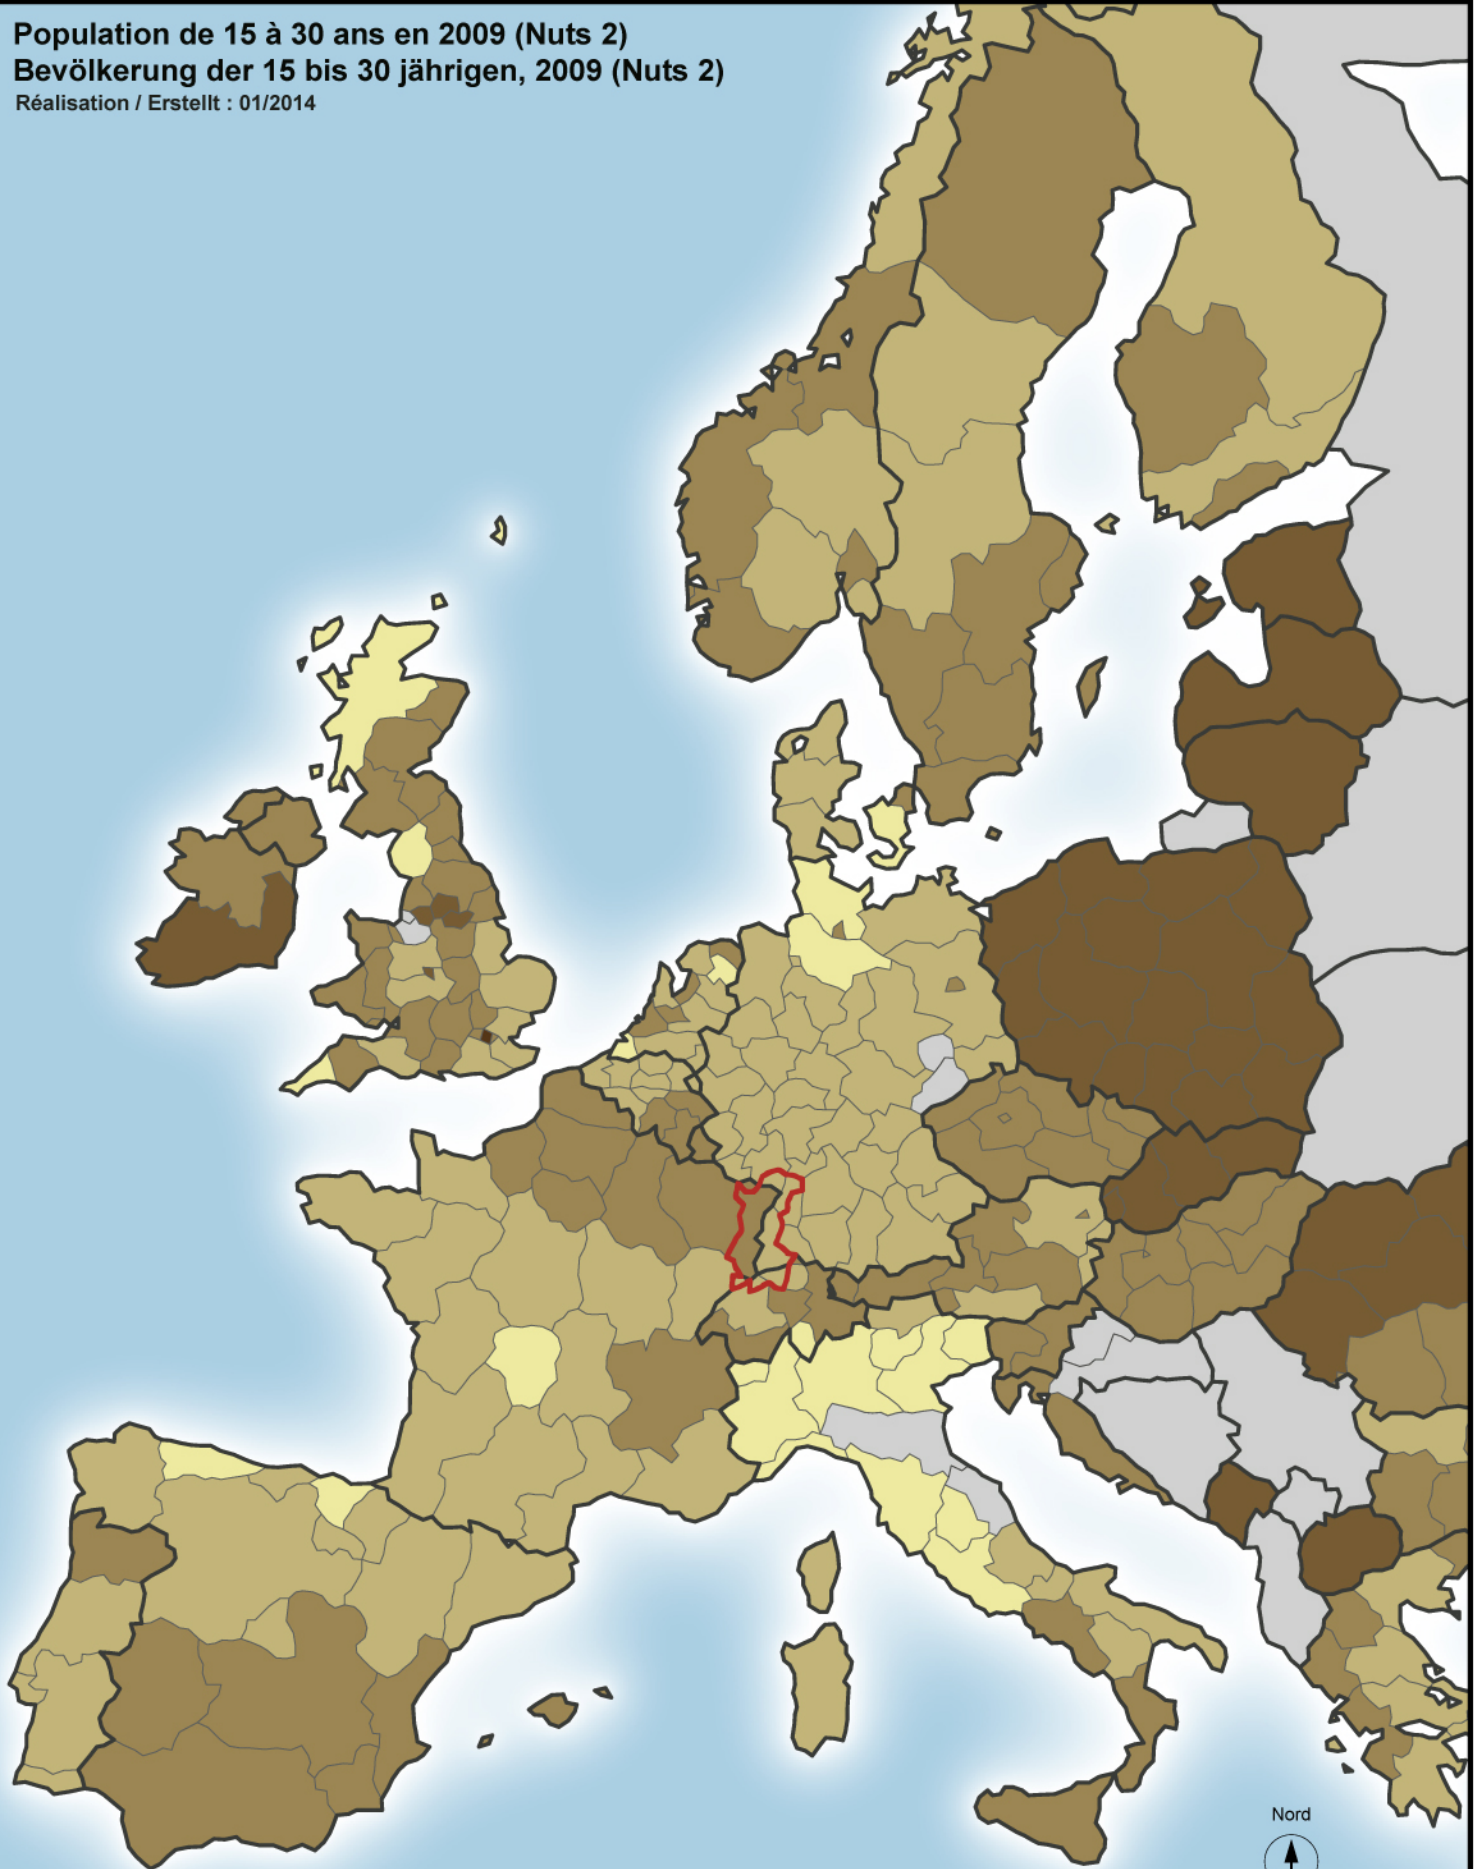 Population de 15 à 30 ans en 2009 (Nuts 2)
Bevölkerung der 15 bis 30 jährigen, 2009 (Nuts 2)
Réalisation / Erstellt : 01/2014
Nord